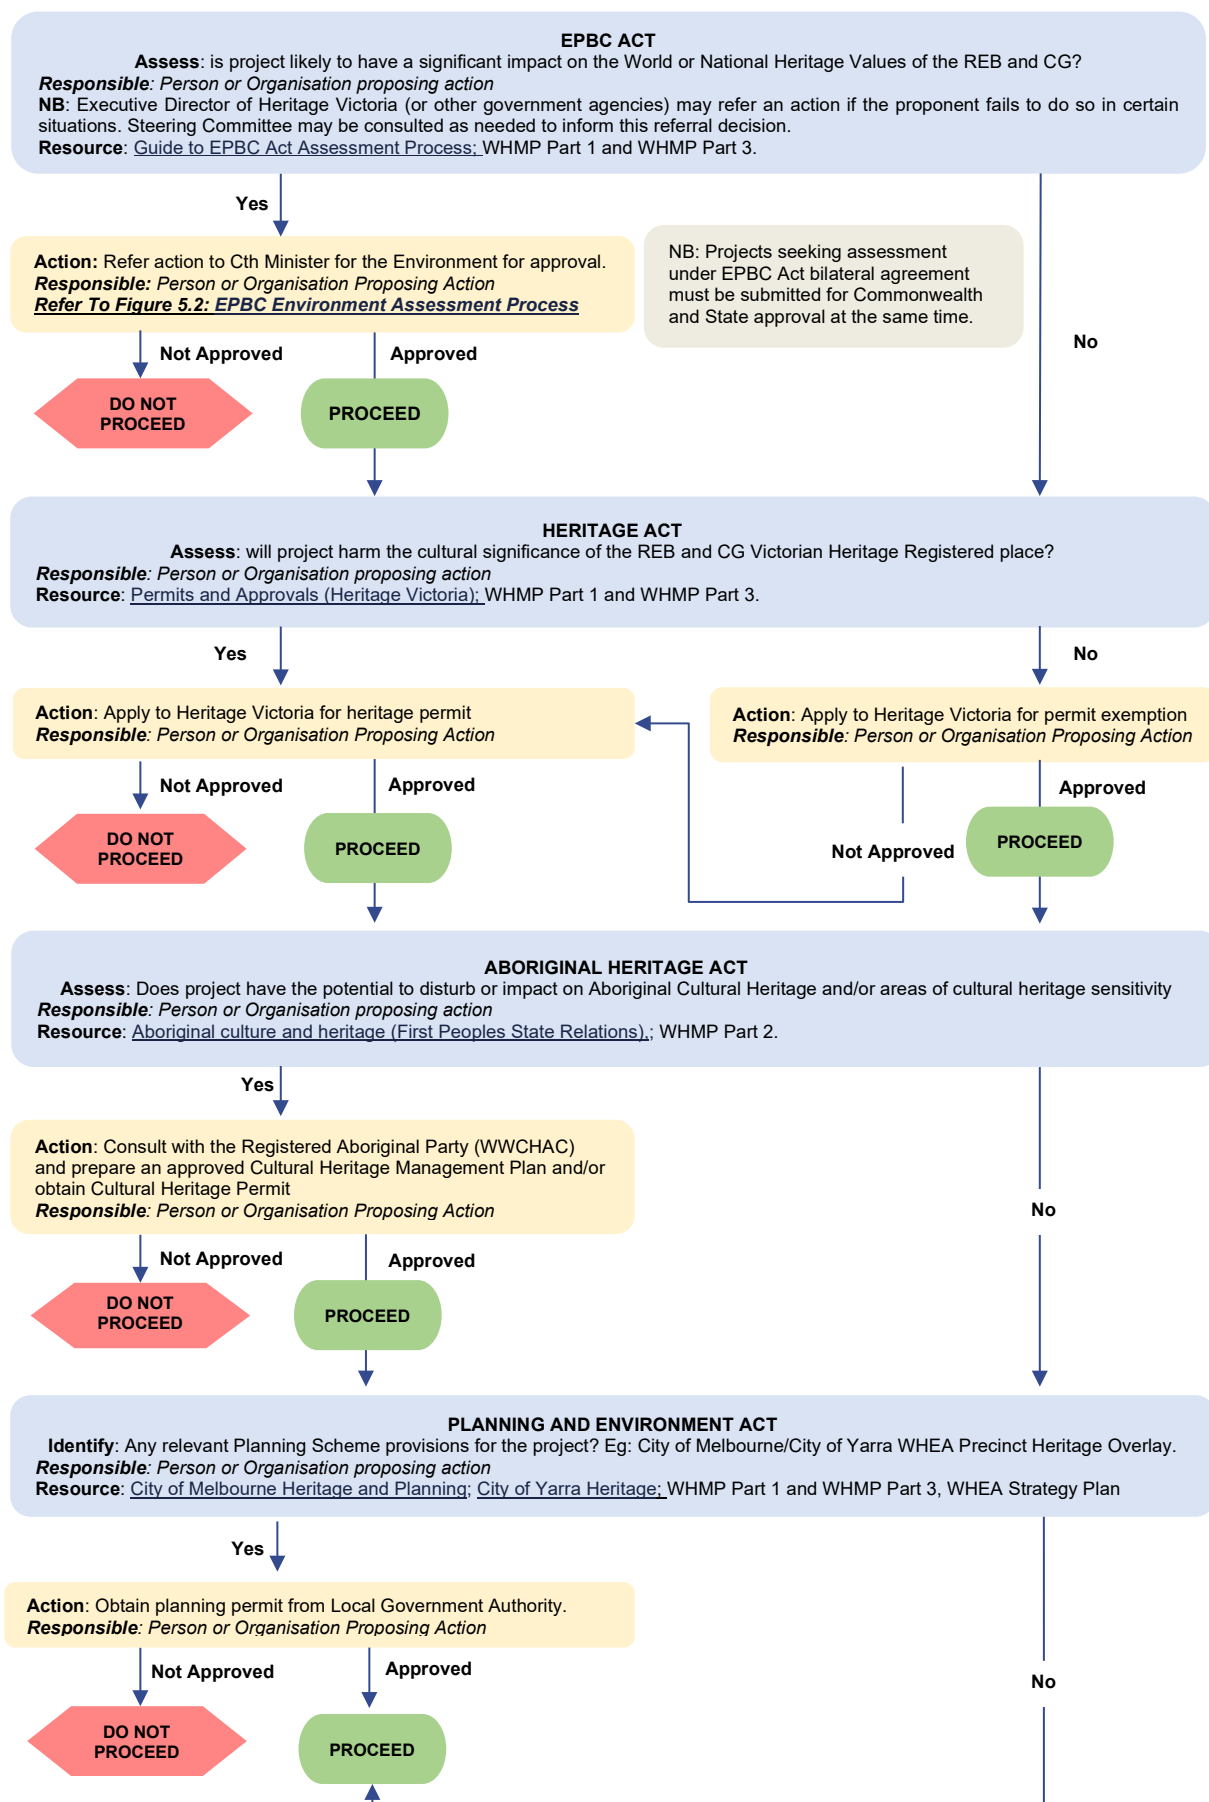 EPBC ACT
Assess: is project likely to have a significant impact on the World or National Heritage Values of the REB and CG?
Responsible: Person or Organisation proposing action
NB: Executive Director of Heritage Victoria (or other government agencies) may refer an action if the proponent fails to do so in certain
situations. Steering Committee may be consulted as needed to inform this referral decision.
Resource: Guide to EPBC Act Assessment Process; WHMP Part 1 and WHMP Part 3.
Yes
Action: Refer action to Cth Minister for the Environment for approval.
Responsible: Person or Organisation Proposing Action
Refer To Figure 5.2: EPBC Environment Assessment Process
NB: Projects seeking assessment
under EPBC Act bilateral agreement
must be submitted for Commonwealth
and State approval at the same time.
No
Not Approved
Approved
DO NOT
PROCEED
PROCEED
HERITAGE ACT
Assess: will project harm the cultural significance of the REB and CG Victorian Heritage Registered place?
Responsible: Person or Organisation proposing action
Resource: Permits and Approvals (Heritage Victoria); WHMP Part 1 and WHMP Part 3.
Yes
No
Action: Apply to Heritage Victoria for heritage permit
Responsible: Person or Organisation Proposing Action
Action: Apply to Heritage Victoria for permit exemption
Responsible: Person or Organisation Proposing Action
Not Approved
Approved
Approved
DO NOT
PROCEED
PROCEED
Not Approved
PROCEED
ABORIGINAL HERITAGE ACT
Assess: Does project have the potential to disturb or impact on Aboriginal Cultural Heritage and/or areas of cultural heritage sensitivity
Responsible: Person or Organisation proposing action
Resource: Aboriginal culture and heritage (First Peoples State Relations),; WHMP Part 2.
Yes
Action: Consult with the Registered Aboriginal Party (WWCHAC)
and prepare an approved Cultural Heritage Management Plan and/or
obtain Cultural Heritage Permit
Responsible: Person or Organisation Proposing Action
No
Not Approved
Approved
DO NOT
PROCEED
PROCEED
PLANNING AND ENVIRONMENT ACT
Identify: Any relevant Planning Scheme provisions for the project? Eg: City of Melbourne/City of Yarra WHEA Precinct Heritage Overlay.
Responsible: Person or Organisation proposing action
Resource: City of Melbourne Heritage and Planning; City of Yarra Heritage; WHMP Part 1 and WHMP Part 3, WHEA Strategy Plan
Yes
Action: Obtain planning permit from Local Government Authority.
Responsible: Person or Organisation Proposing Action
Not Approved
Approved
No
DO NOT
PROCEED
PROCEED